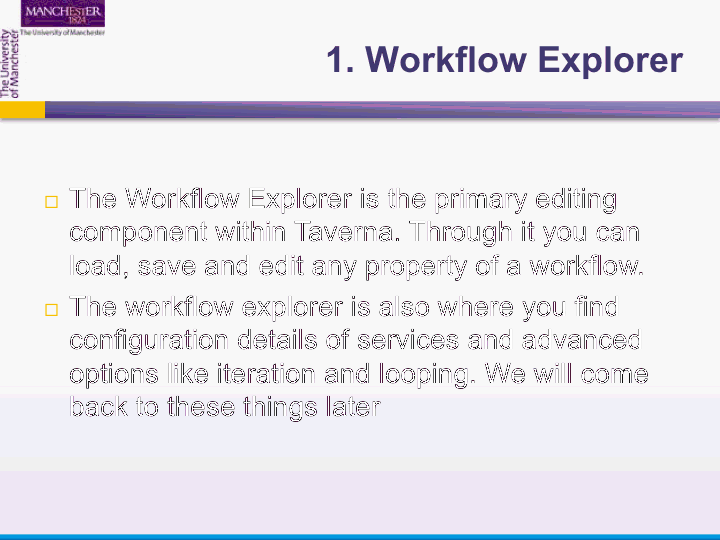 MANCHESTER
1824
The University of Manchester
The University
of Manchester
1. Workflow Explorer
The Workflow Explorer is the primary editing
component within Taverna. Through it you can
load, save and edit any property of a workflow.
The workflow explorer is also where you find
configuration details of services and advanced
options like iteration and looping. We will come
back to these things later